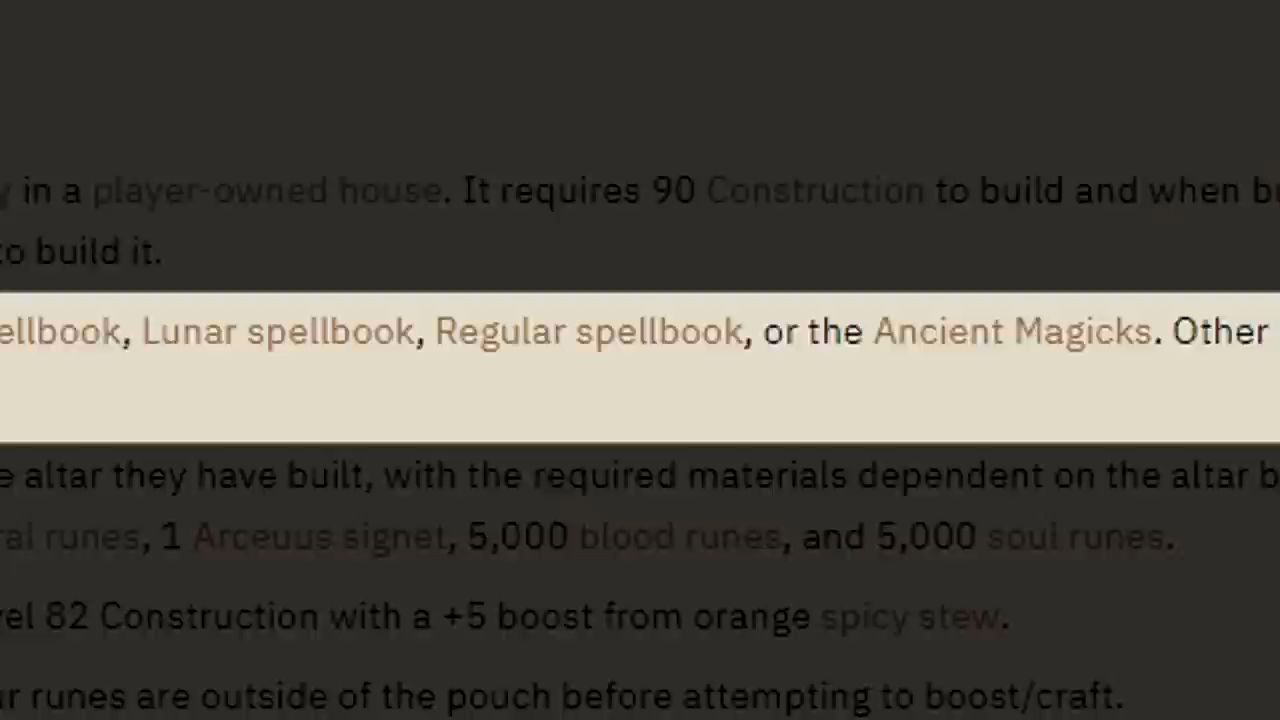 in a player-owned house. It requires 90 Construction to build and when
to build it.
ellbook, Lunar spellbook, Regular spellbook, or the Ancient Magicks. Other
e altar they have built, with the required materials dependent on the altar b
ral runes, 1 Arceuus signet, 5,000 blood runes, and 5,000 soul runes.
vel 82 Construction with a +5 boost from orange spicy stew.
ur runes are outside of the pouch before attempting to boost/craft.